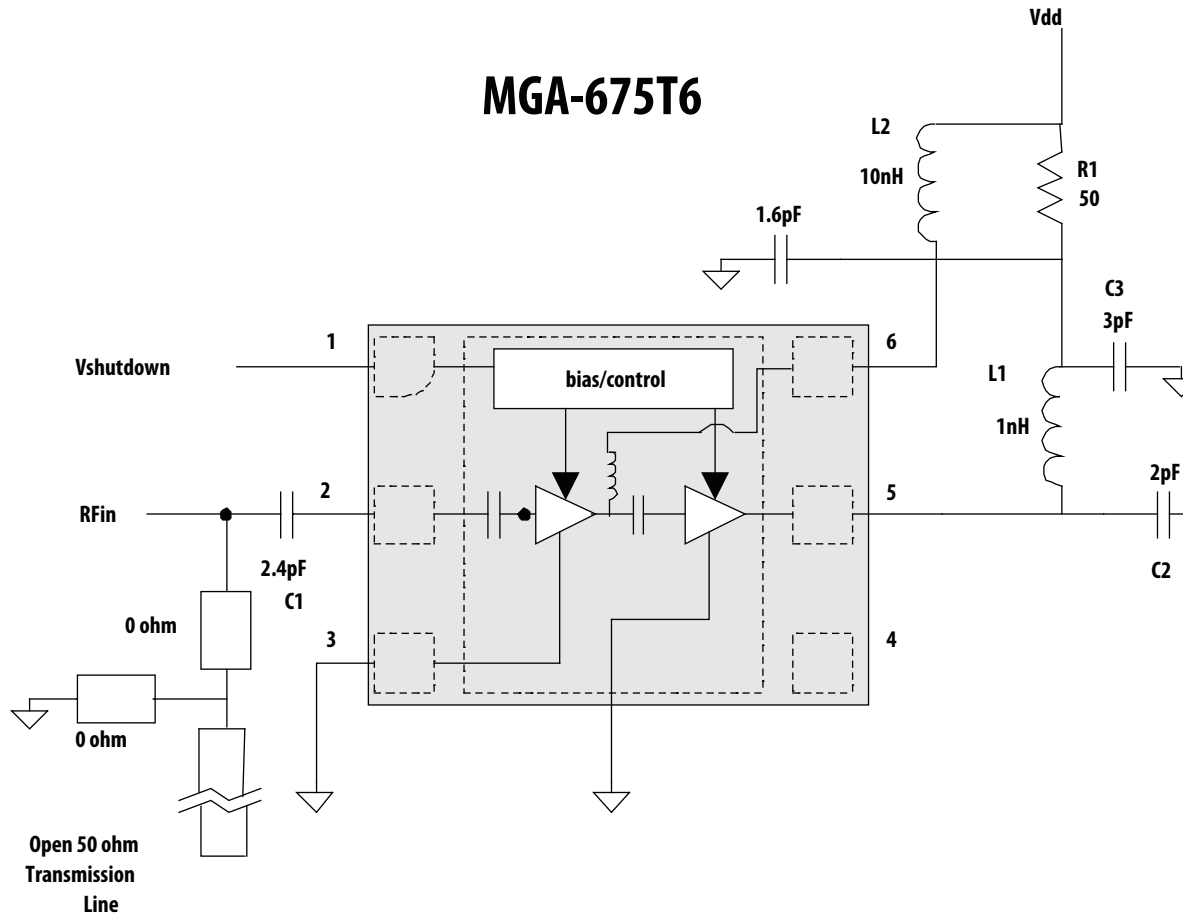 Vdd
MGA-675T6
L2
10nH
R1
50
1.6pF
C3
3pF
1
6
Vshutdown
bias/control
L1
1nH
2
5
2pF
RFin
2.4pF
C1
C2
0 ohm
3
4
0 ohm
Open 50 ohm
Transmission
Line